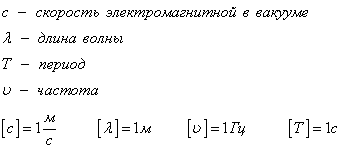 c – скорость электромагнитной в вакууме
λ – длина волны
T – период
υ – частота
[c] = 1 м/с [λ] = 1м [υ] = 1Гц [T] = 1с